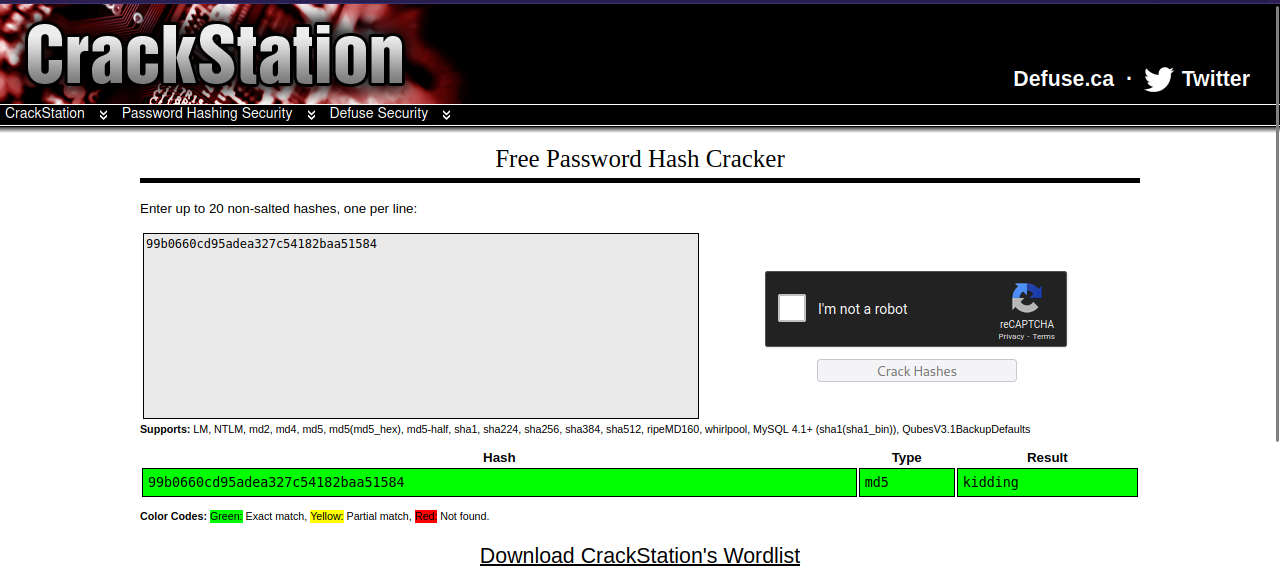 CrackStation
Defuse.ca · Twitter
CrackStation Password Hashing Security Defuse Security
Free Password Hash Cracker
Enter up to 20 non-salted hashes, one per line:
99b0660cd95adea327c54182baa51584
I'm not a robot
reCAPTCHA
Privacy - Terms
Crack Hashes
Supports: LM, NTLM, md2, md4, md5, md5(md5_hex), md5-half, sha1, sha224, sha256, sha384, sha512, ripeMD160, whirlpool, MySQL 4.1+ (sha1(sha1_bin)), QubesV3.1BackupDefaults
Hash Type Result
99b0660cd95adea327c54182baa51584 md5 kidding
Color Codes: Green: Exact match, Yellow: Partial match, Red: Not found.
Download CrackStation's Wordlist